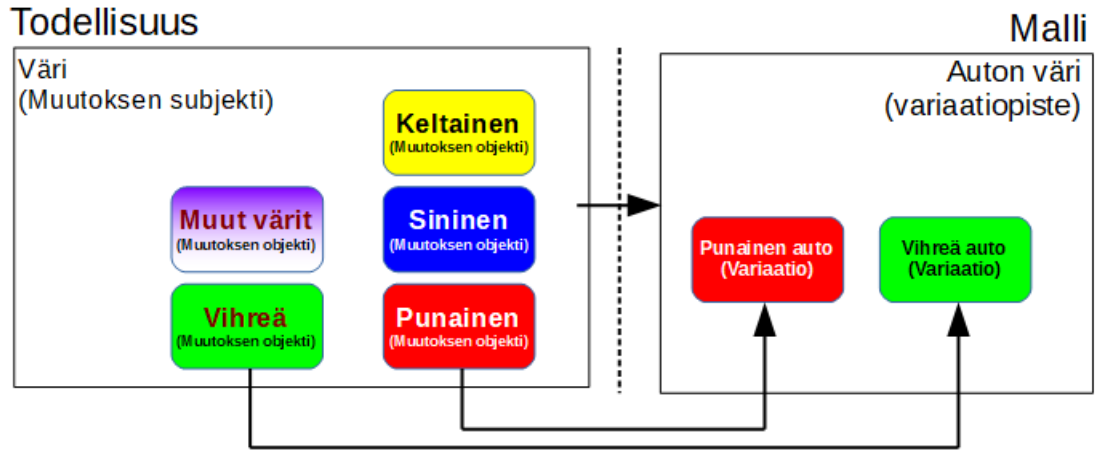 Todellisuus
Väri
(Muutoksen subjekti)
Keltainen
(Muutoksen objekti)
Muut värit
(Muutoksen objekti)
Sininen
(Muutoksen objekti)
Vihreä
(Muutoksen objekti)
Punainen
(Muutoksen objekti)
Malli
Auton väri
(variaatiopiste)
Punainen auto
(Variaatio)
Vihreä auto
(Variaatio)